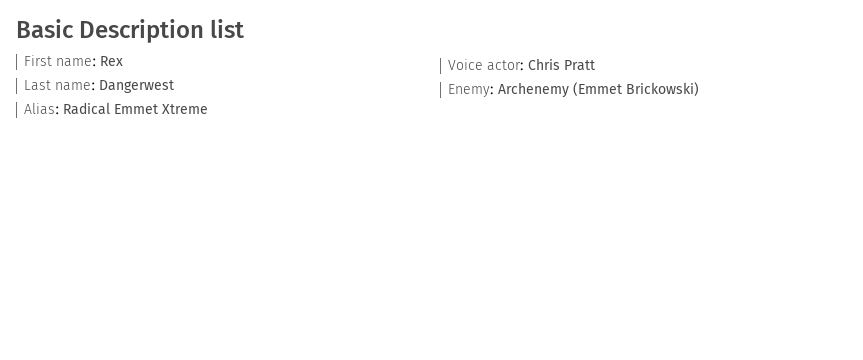 Basic Description list
First name: Rex
Last name: Dangerwest
Alias: Radical Emmet Xtreme
Voice actor: Chris Pratt
Enemy: Archenemy (Emmet Brickowski)